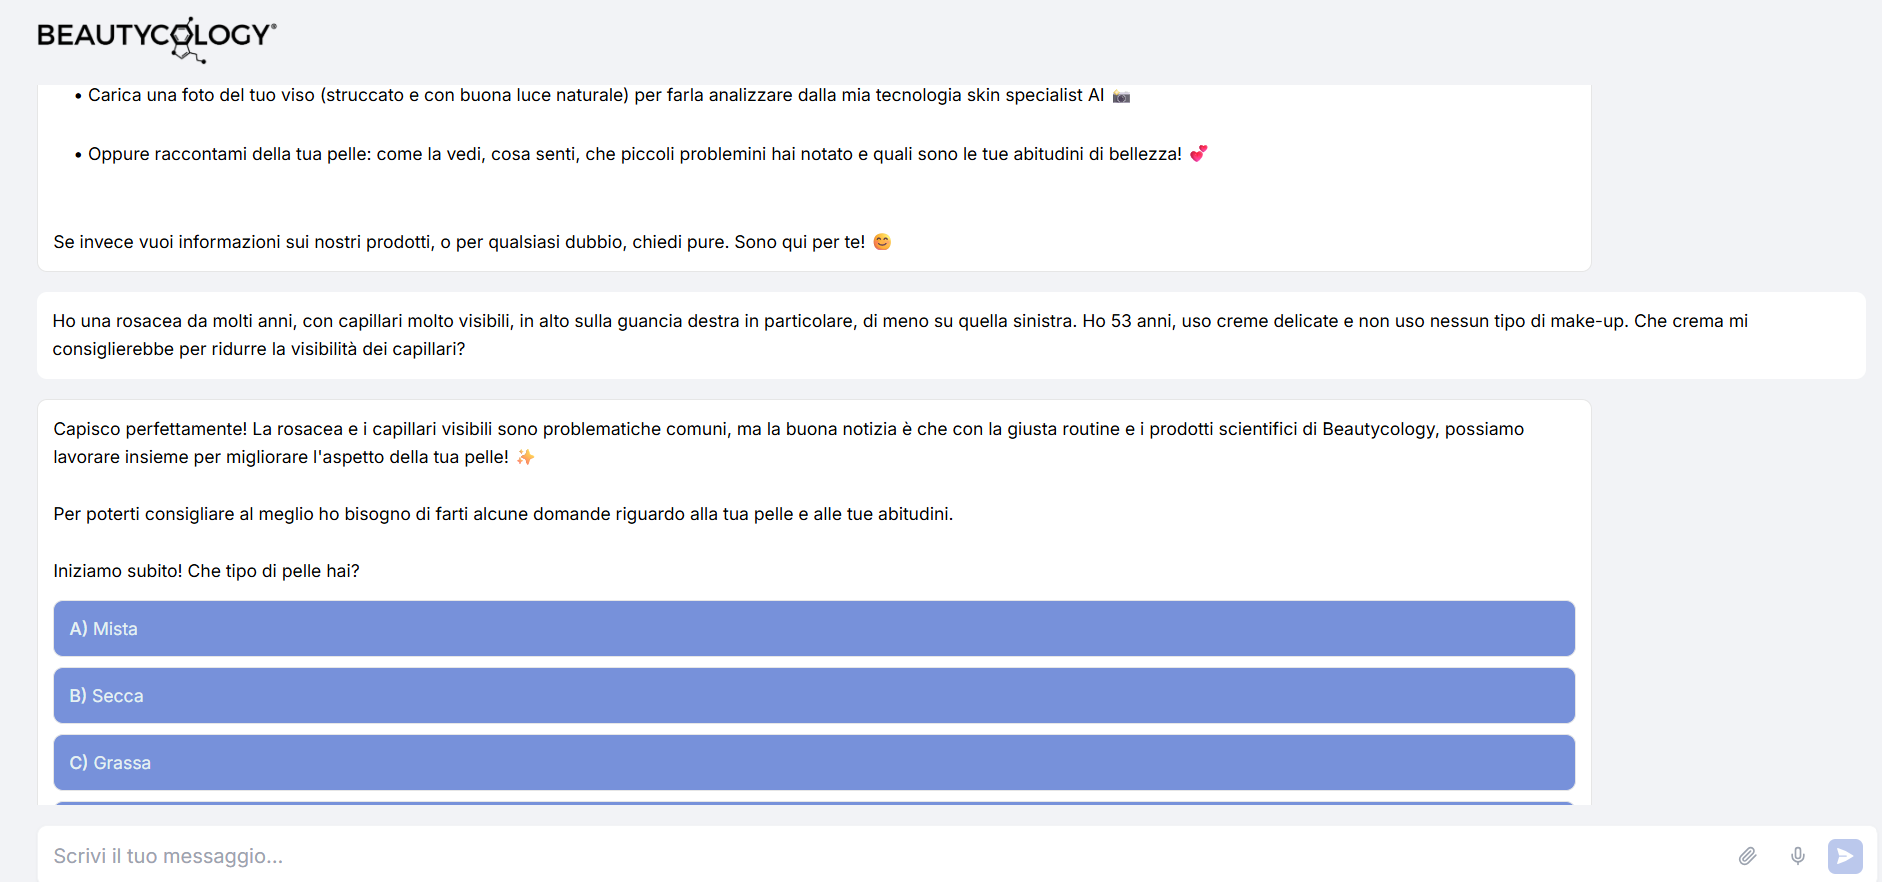 BEAUTYCOLOGY®
• Carica una foto del tuo viso (struccato e con buona luce naturale) per farla analizzare dalla mia tecnologia skin specialist AI 📸
• Oppure raccontami della tua pelle: come la vedi, cosa senti, che piccoli problemini hai notato e quali sono le tue abitudini di bellezza! 💕
Se invece vuoi informazioni sui nostri prodotti, o per qualsiasi dubbio, chiedi pure. Sono qui per te! 😊
Ho una rosacea da molti anni, con capillari molto visibili, in alto sulla guancia destra in particolare, di meno su quella sinistra. Ho 53 anni, uso creme delicate e non uso nessun tipo di make-up. Che crema mi
consiglierebbe per ridurre la visibilità dei capillari?
Capisco perfettamente! La rosacea e i capillari visibili sono problematiche comuni, ma la buona notizia è che con la giusta routine e i prodotti scientifici di Beautycology, possiamo
lavorare insieme per migliorare l'aspetto della tua pelle! ✨
Per poterti consigliare al meglio ho bisogno di farti alcune domande riguardo alla tua pelle e alle tue abitudini.
Iniziamo subito! Che tipo di pelle hai?
A) Mista
B) Secca
C) Grassa
Scrivi il tuo messaggio...